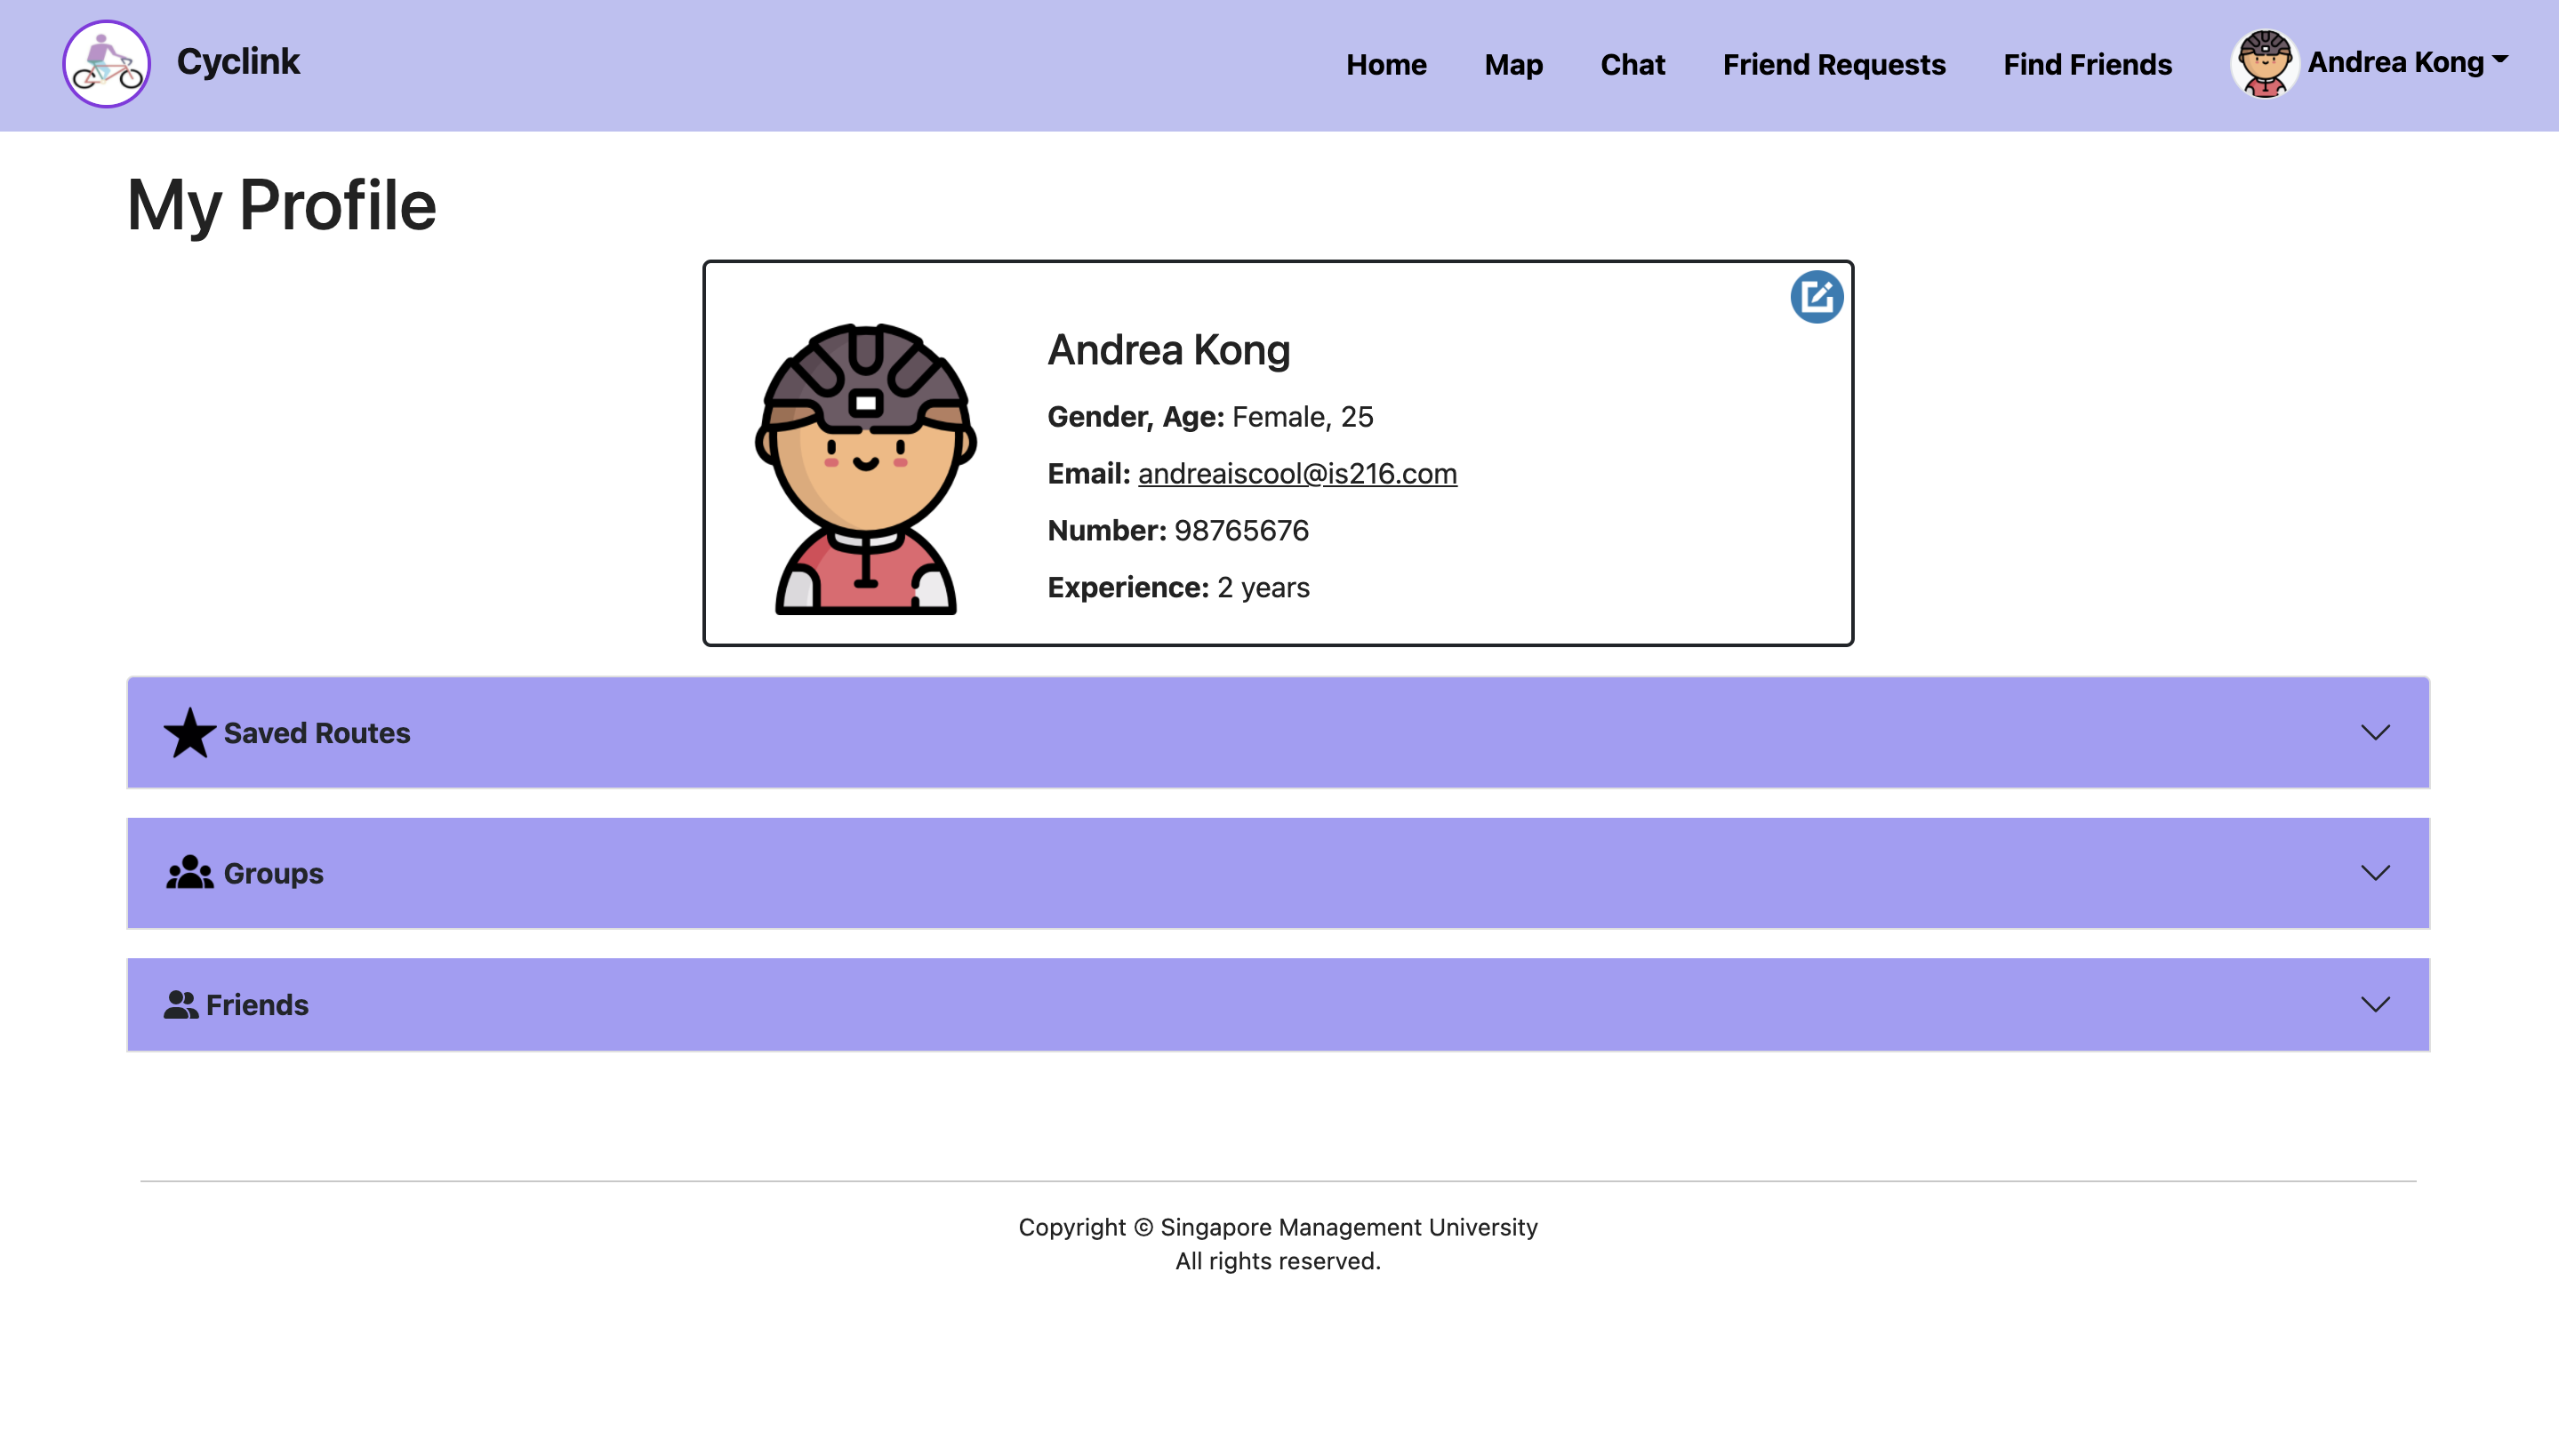 Cyclink
Home Map Chat Friend Requests Find Friends Andrea Kong
My Profile
Andrea Kong
Gender, Age: Female, 25
Email: andreaiscool@is216.com
Number: 98765676
Experience: 2 years
Saved Routes
Groups
Friends
Copyright © Singapore Management University
All rights reserved.